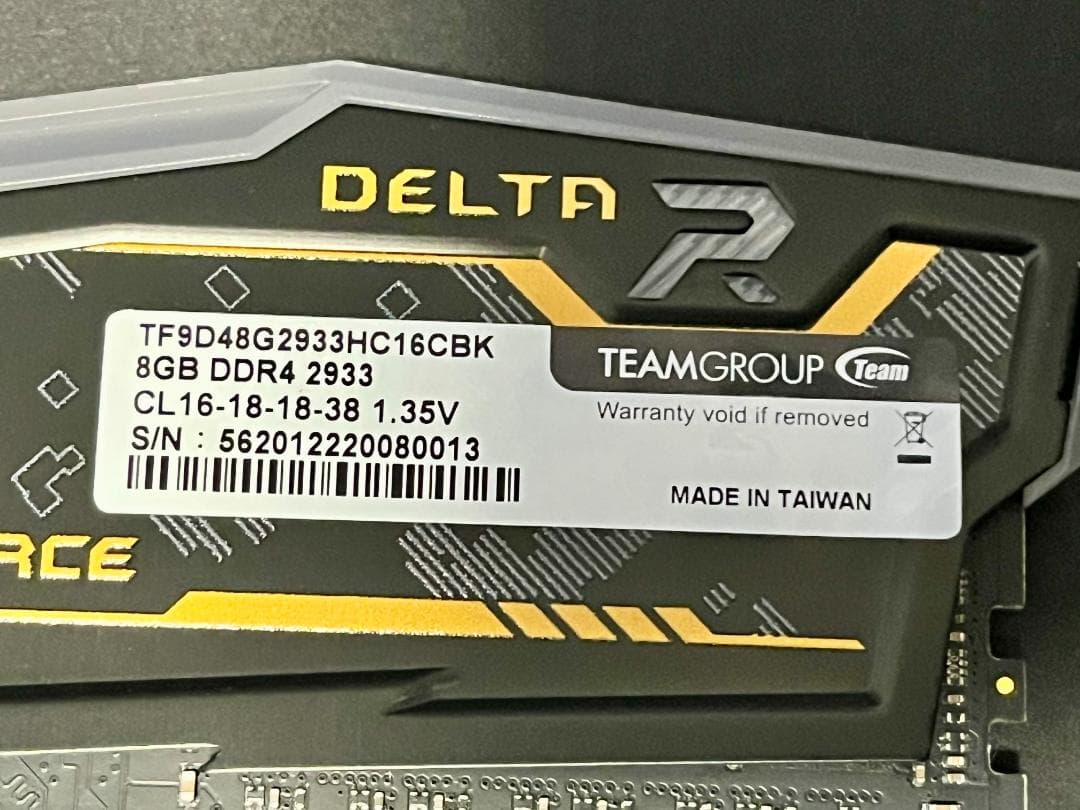 DELTA R
TF9D48G2933HC16CBK
8GB DDR4 2933
CL16-18-18-38 1.35V
S/N : 562012220080013
TEAMGROUP Team
Warranty void if removed
MADE IN TAIWAN
RCE